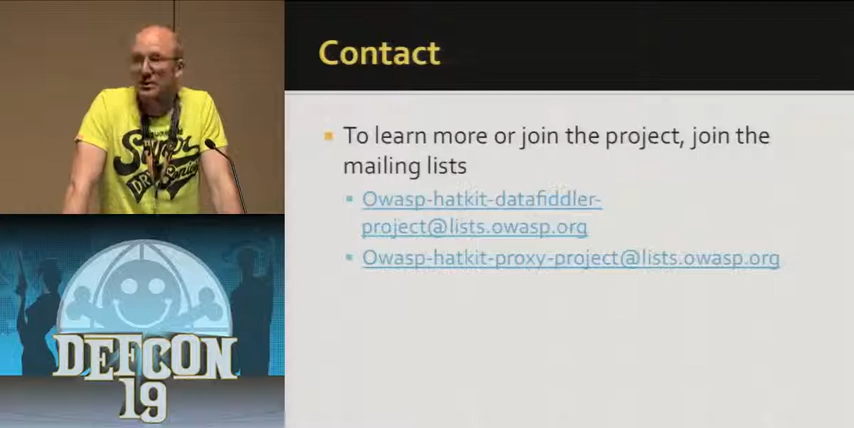 Contact
To learn more or join the project, join the
mailing lists
Owasp-hatkit-datafiddler-
project@lists.owasp.org
Owasp-hatkit-proxy-project@lists.owasp.org
DEFCON
19